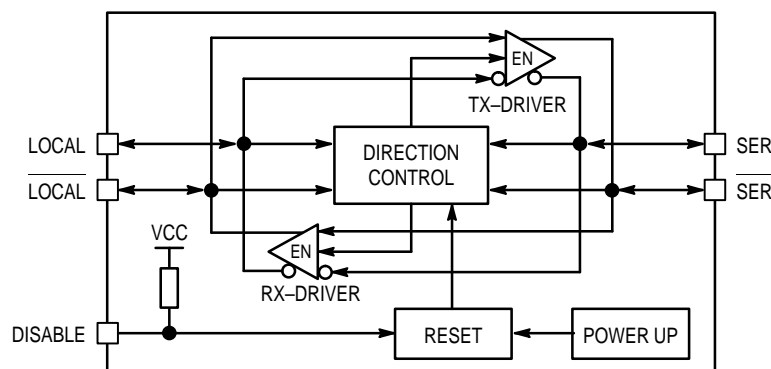 EN
TX–DRIVER
LOCAL
DIRECTION
CONTROL
SER
LOCAL
SER
VCC
EN
RX–DRIVER
DISABLE
RESET
POWER UP